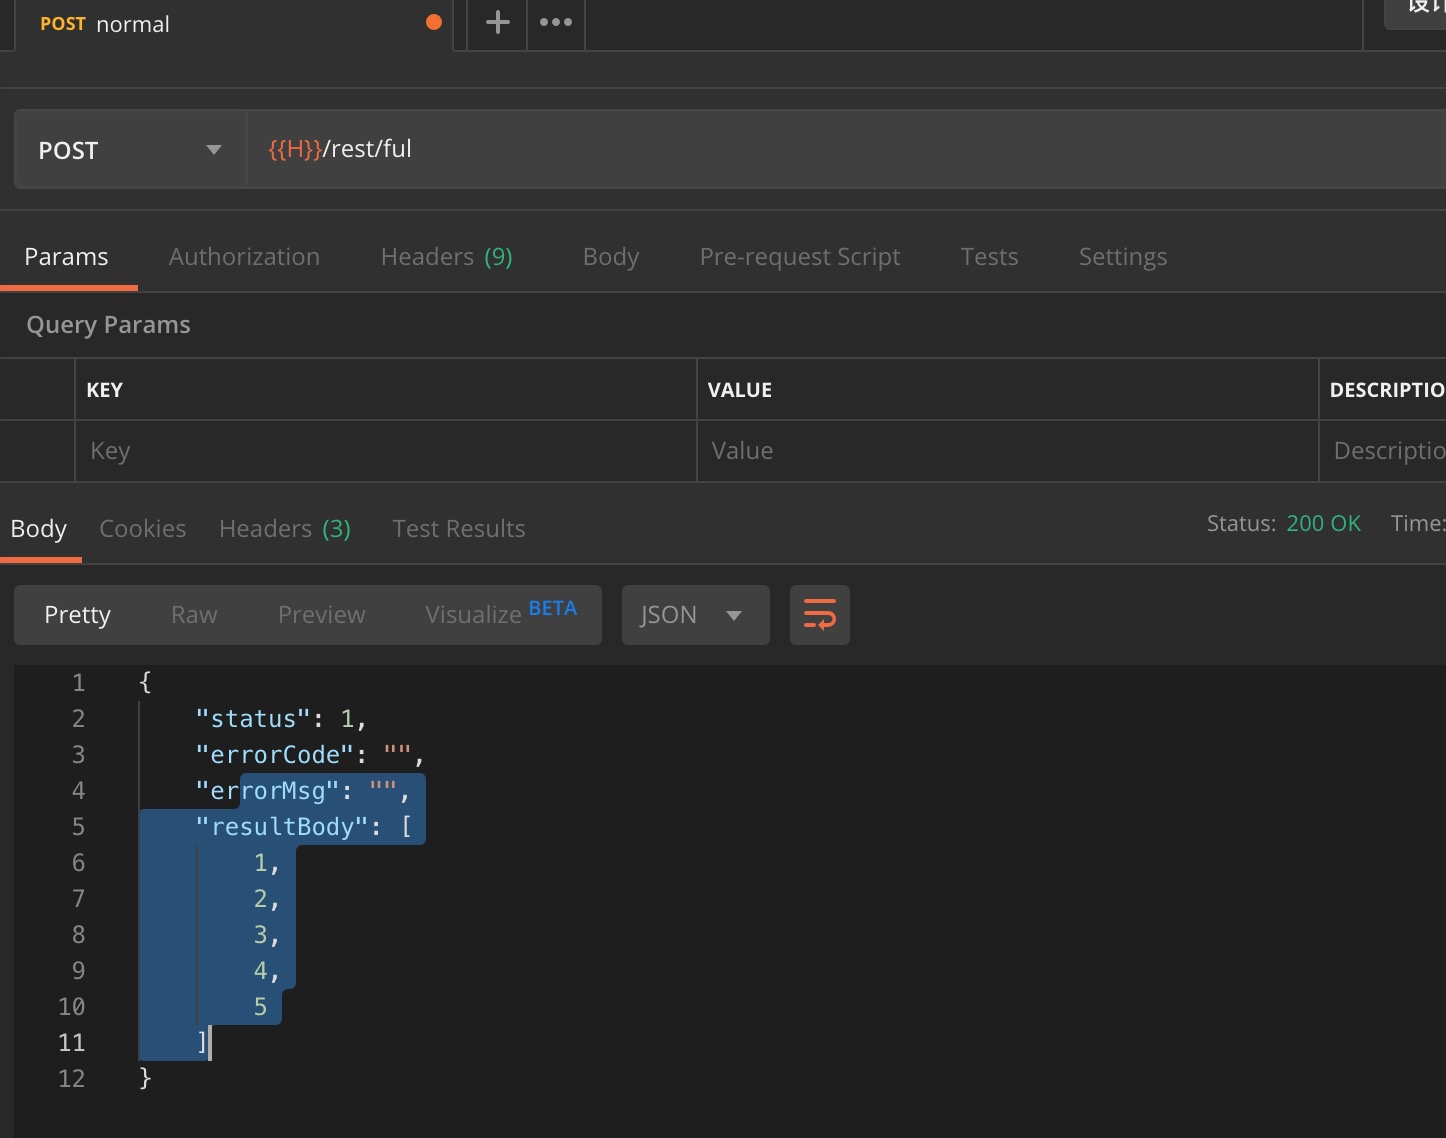 设计
POST normal
POST {{H}}/rest/ful
Params Authorization Headers (9) Body Pre-request Script Tests Settings
Query Params
KEY VALUE DESCRIPTIO
Key Value Descriptio
Body Cookies Headers (3) Test Results Status: 200 OK Time:
Pretty Raw Preview Visualize BETA JSON
1 {
2 "status": 1,
3 "errorCode": "",
4 "errorMsg": "",
5 "resultBody": [
6 1,
7 2,
8 3,
9 4,
10 5
11 ]
12 }